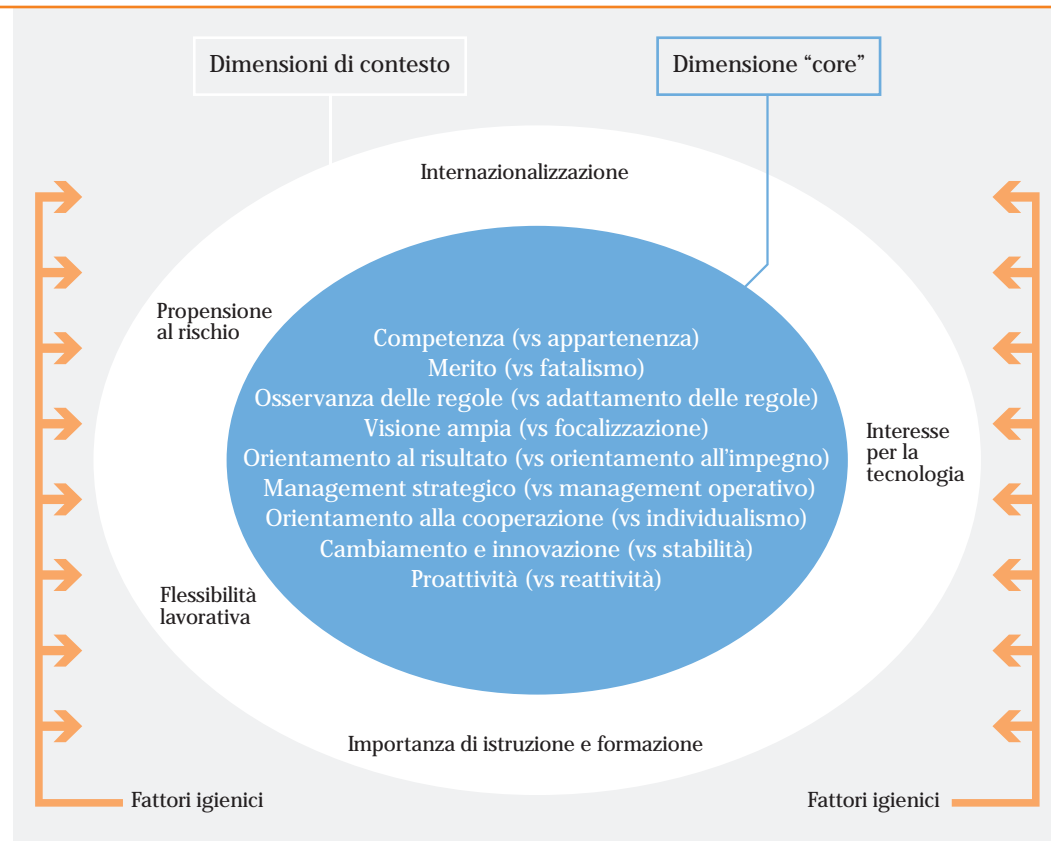 Dimensioni di contesto
Dimensione “core”
Internazionalizzazione
Propensione
al rischio
Competenza (vs appartenenza)
Merito (vs fatalismo)
Osservanza delle regole (vs adattamento delle regole)
Visione ampia (vs focalizzazione)
Orientamento al risultato (vs orientamento all'impegno)
Management strategico (vs management operativo)
Orientamento alla cooperazione (vs individualismo)
Cambiamento e innovazione (vs stabilità)
Proattività (vs reattività)
Interesse
per la
tecnologia
Flessibilità
lavorativa
Importanza di istruzione e formazione
Fattori igienici
Fattori igienici